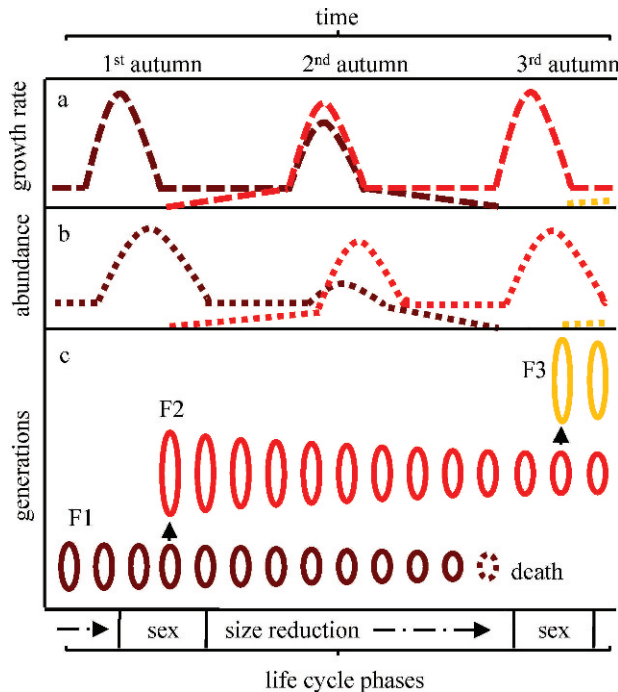 time
1st autumn 2nd autumn 3rd autumn
a
growth rate
b
abundance
c
F3
F2
generations
F1
death
sex size reduction sex
life cycle phases